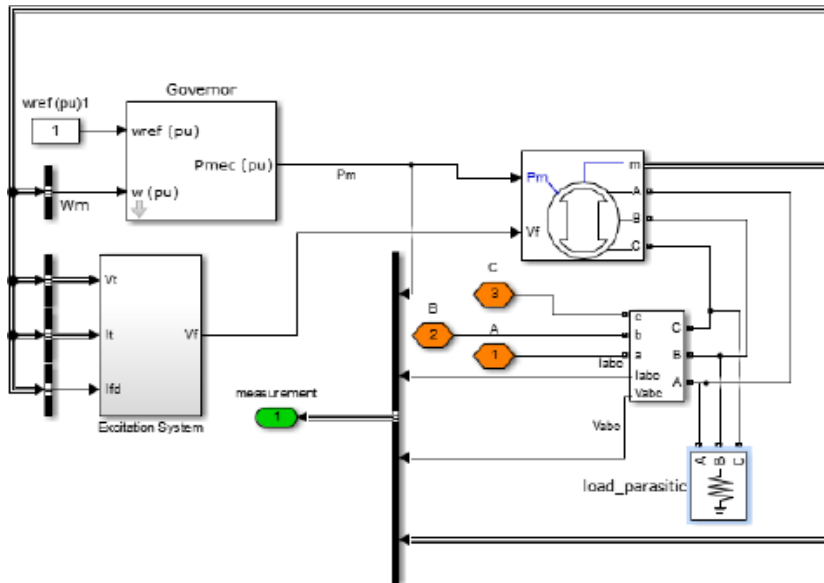 Governor
wref (pu)1
1
wref (pu)
Pmec (pu)
Pm
w (pu)
Wm
Pm
m
A
B
C
Vf
Vt
It
Ifd
Vf
Excitation System
C
3
B
2
A
1
c
b
a
Iabc
Iabc
Vabc
C
B
A
measurement
1
Vabc
A
B
C
load_parasitic